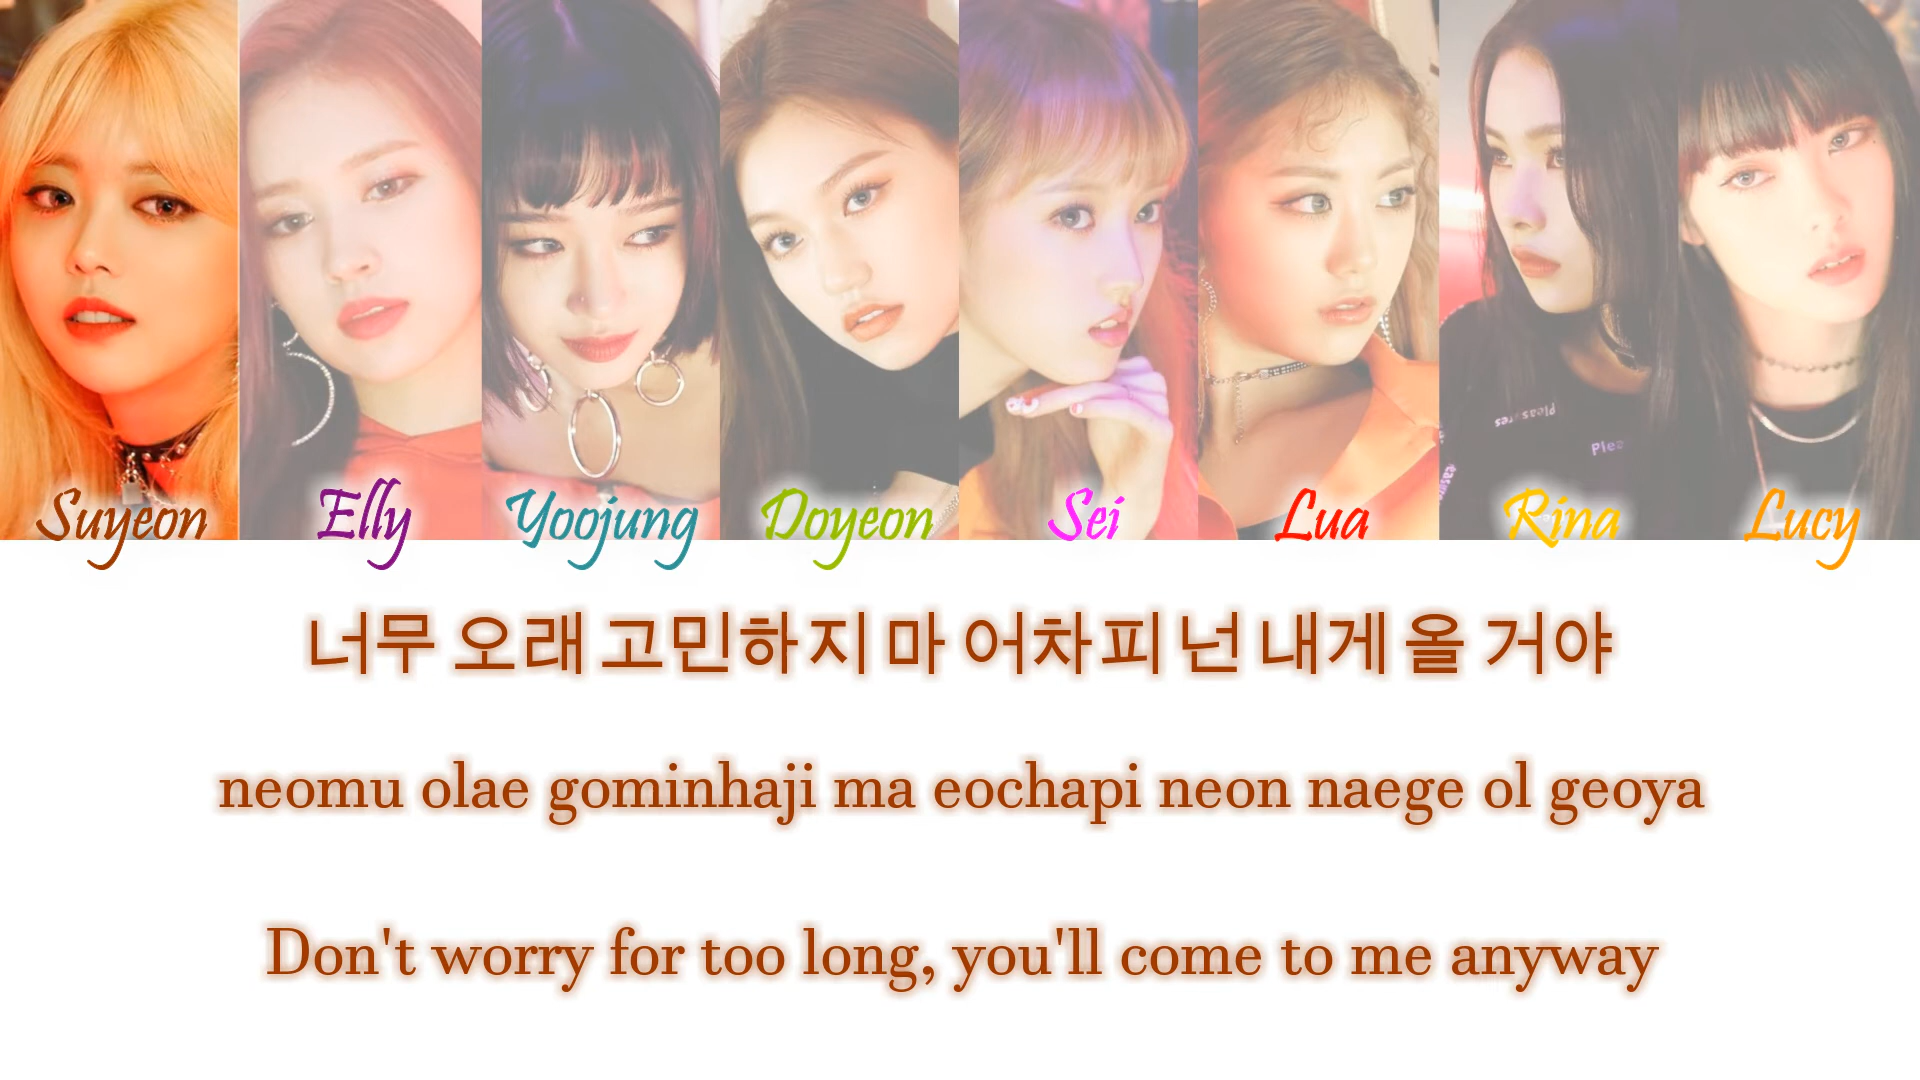 Pleasures
Plea
Suyeon Elly Yoojung Doyeon Sei Lua Rina Lucy
너무 오래 고민하지 마 어차피 넌 내게 올 거야
neomu olae gominhaji ma eochapi neon naege ol geoya
Don't worry for too long, you'll come to me anyway